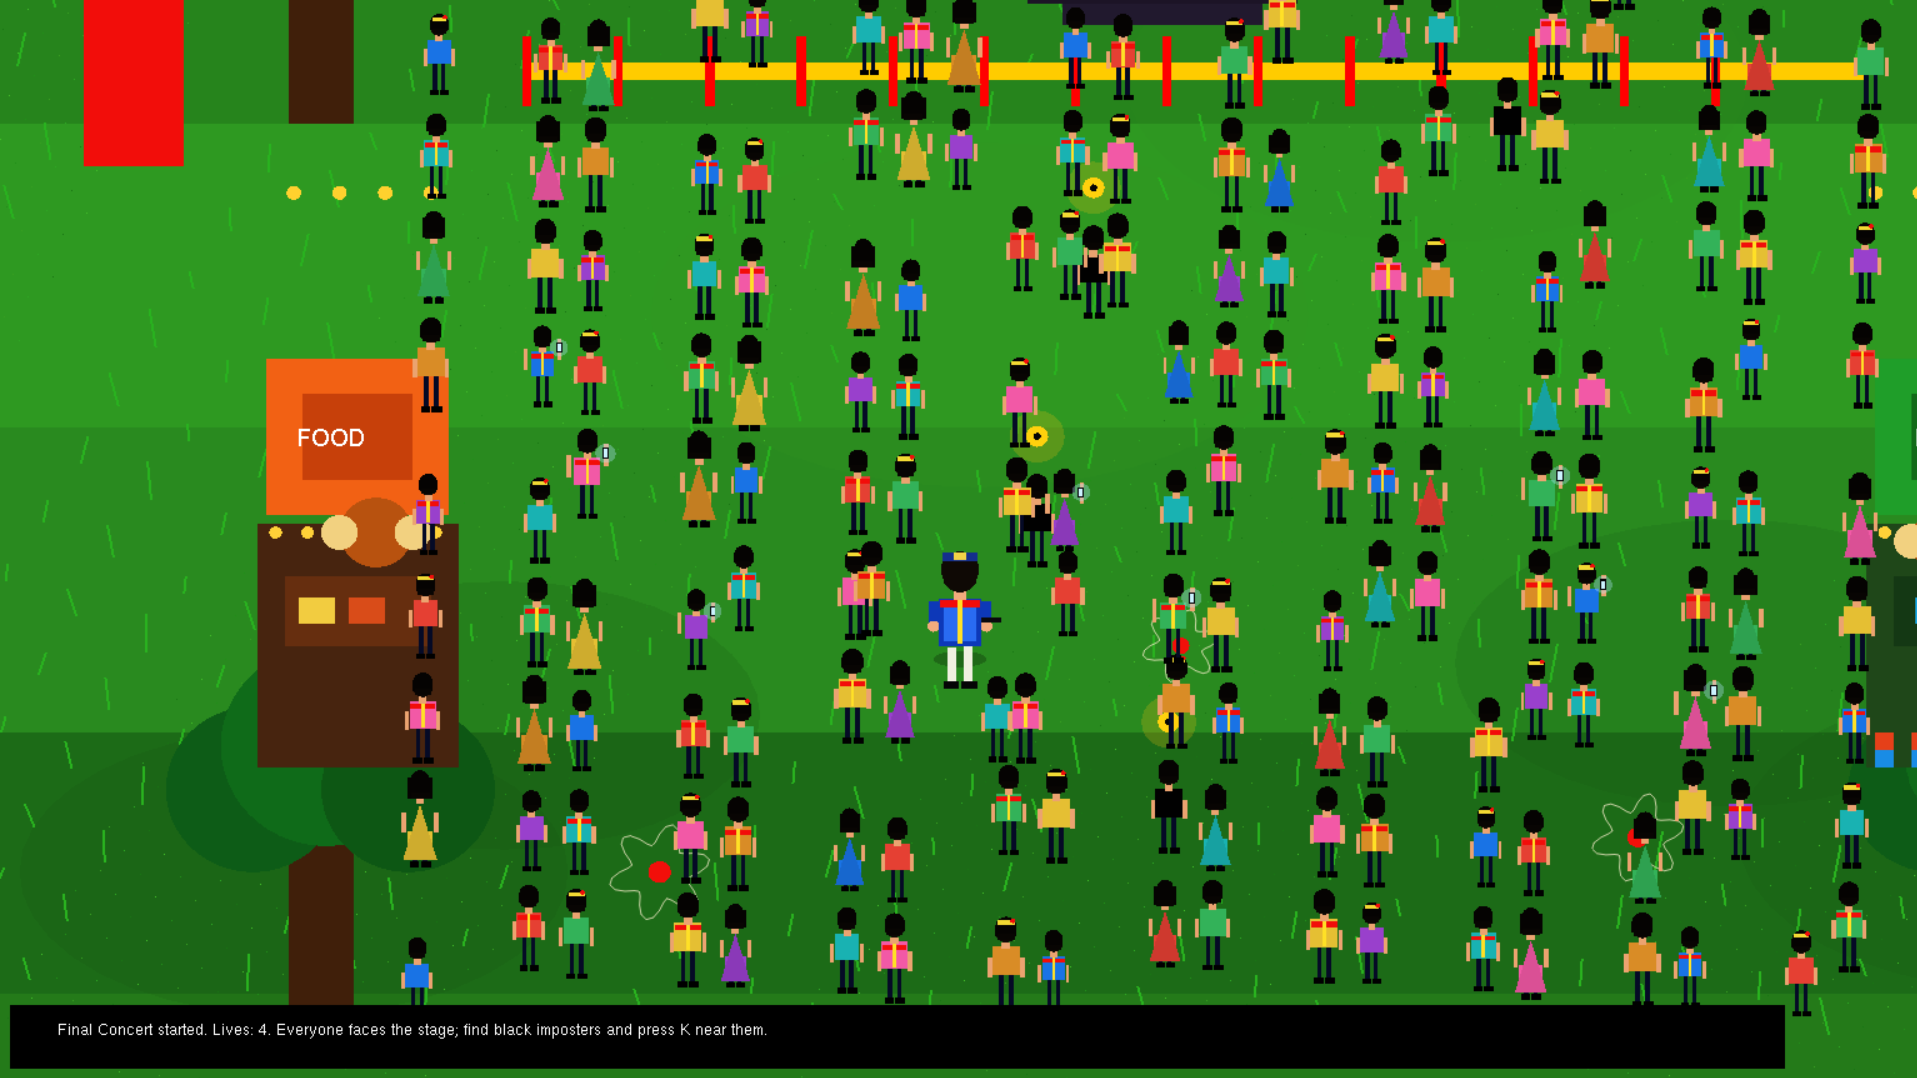 FOOD
Final Concert started. Lives: 4. Everyone faces the stage; find black imposters and press K near them.